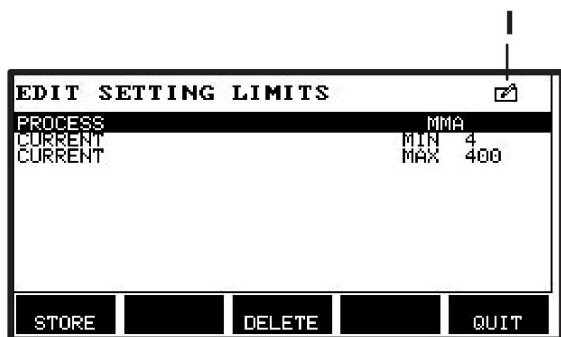 I
EDIT SETTING LIMITS
PROCESS MMA
CURRENT MIN 4
CURRENT MAX 400
STORE DELETE QUIT